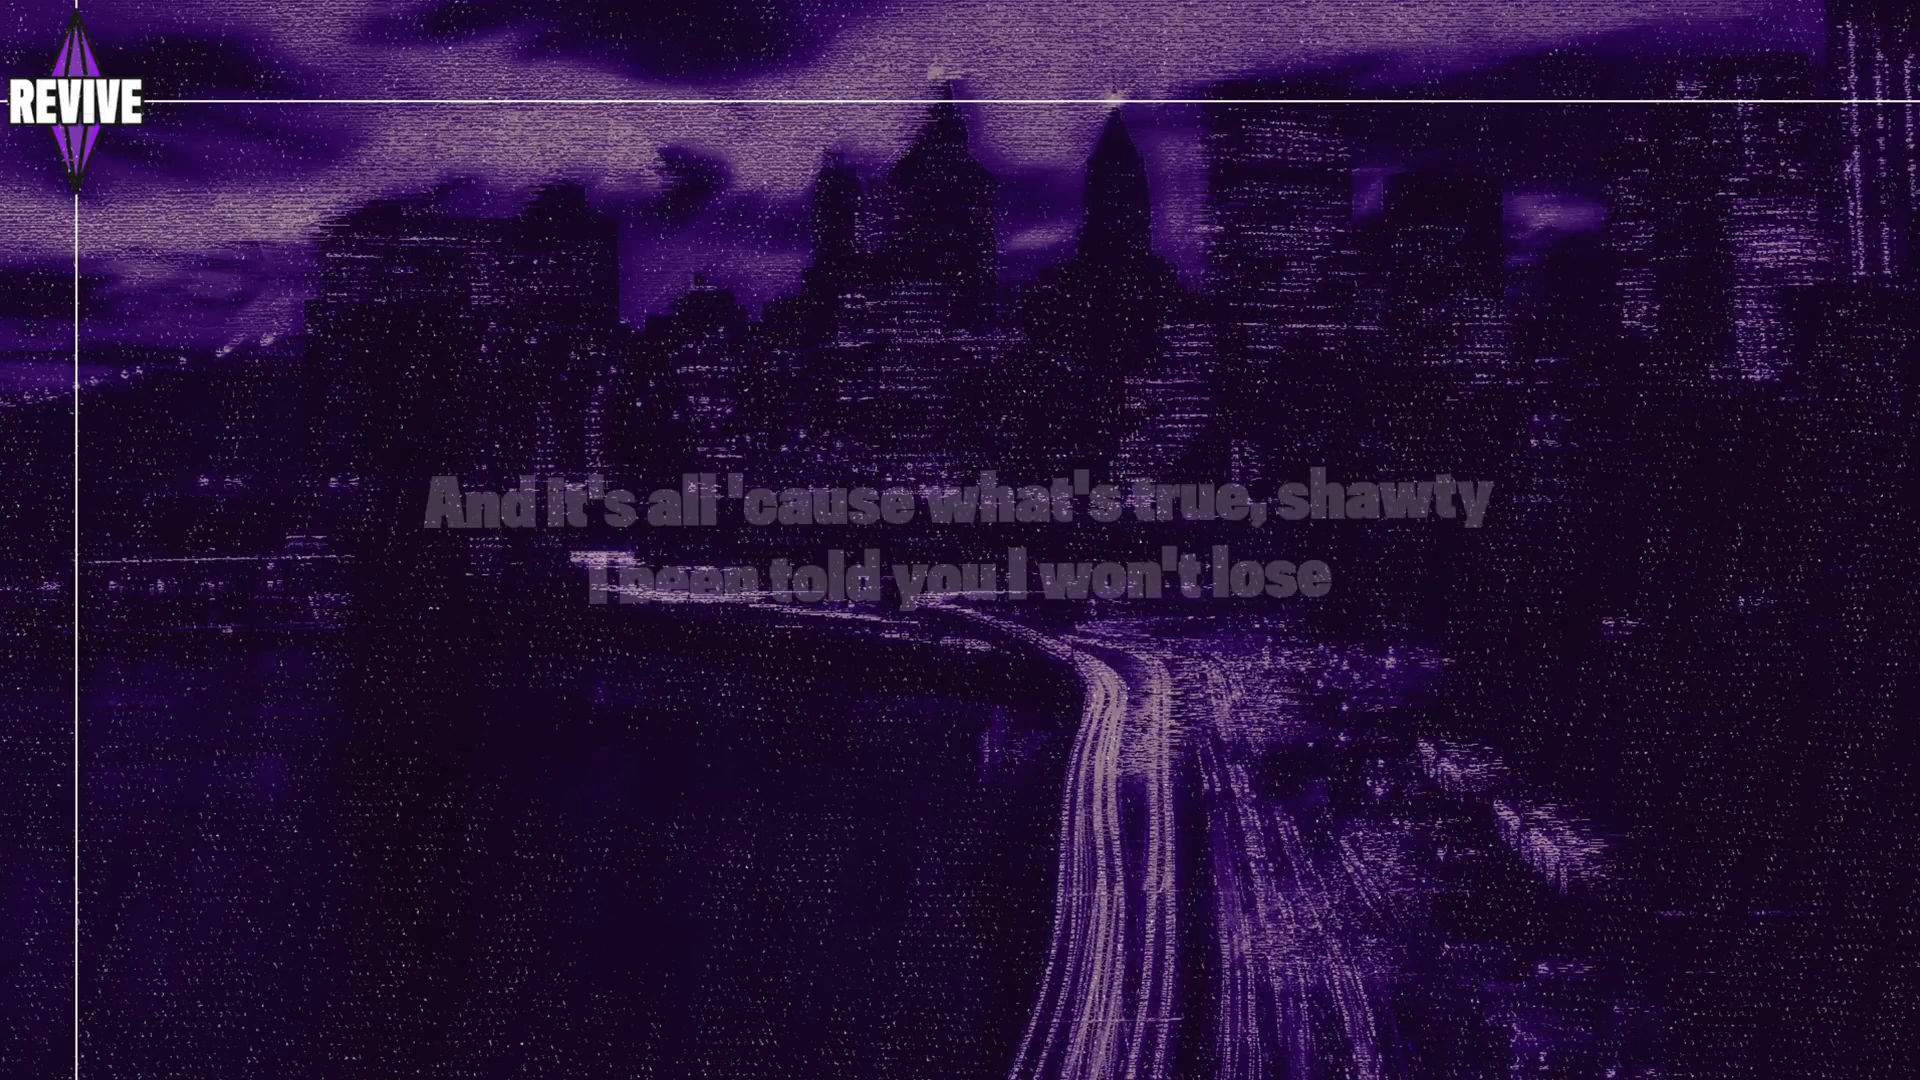 REVIVE
And it's all 'cause what's true, shawty
I been told you I won't lose